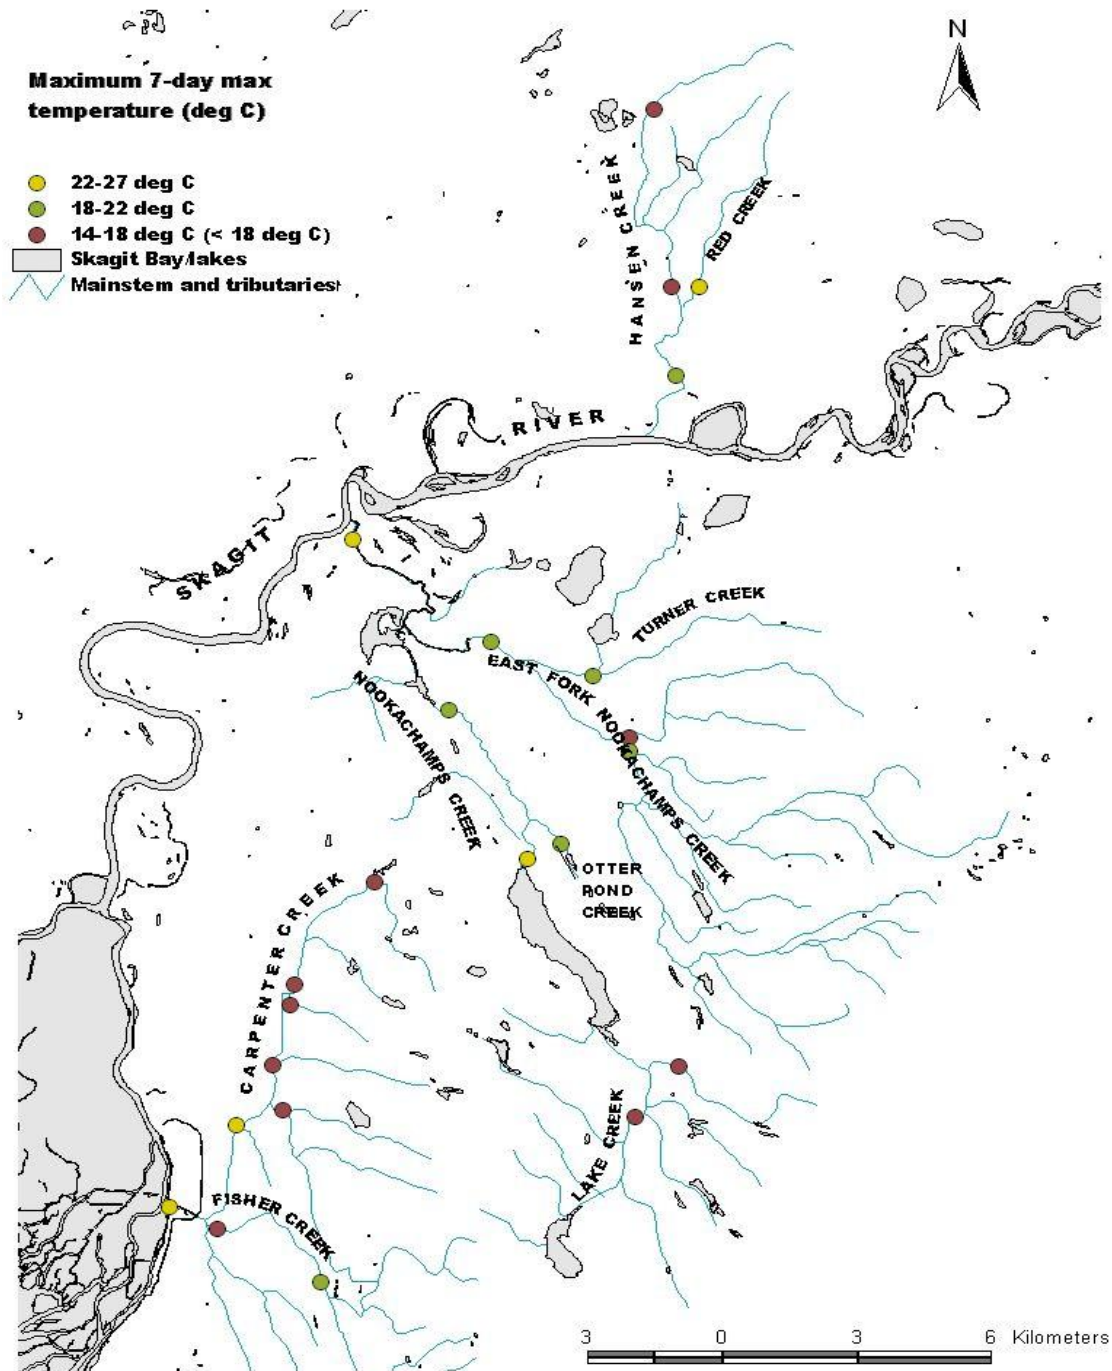 N
Maximum 7-day max
temperature (deg C)
22-27 deg C
18-22 deg C
14-18 deg C (< 18 deg C)
Skagit Bay/lakes
Mainstem and tributaries
HANSEN CREEK
RED CREEK
SKAGIT RIVER
TURNER CREEK
EAST FORK NOOKACHAMPS CREEK
NOOKACHAMPS CREEK
OTTER
POND
CREEK
CARPENTER CREEK
LAKE CREEK
FISHER CREEK
3 0 3 6 Kilometers